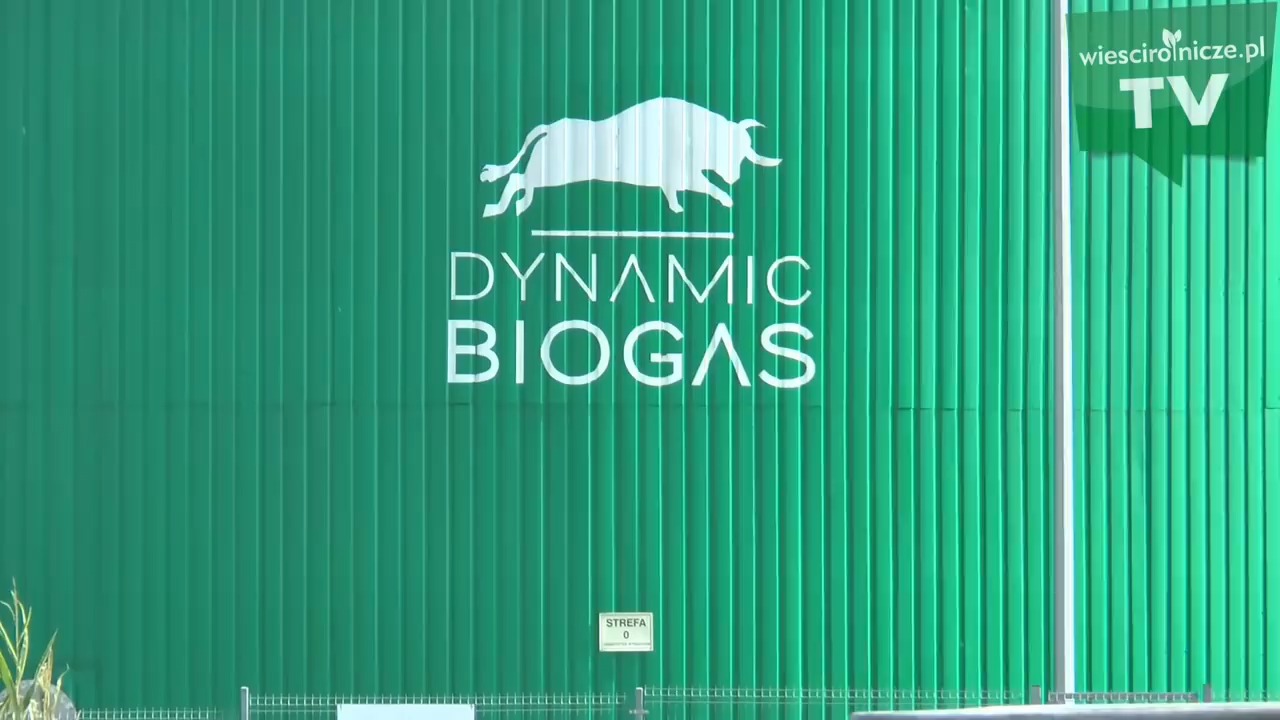 wiescirolnicze.pl
TV
DYNAMIC
BIOGAS
STREFA
0